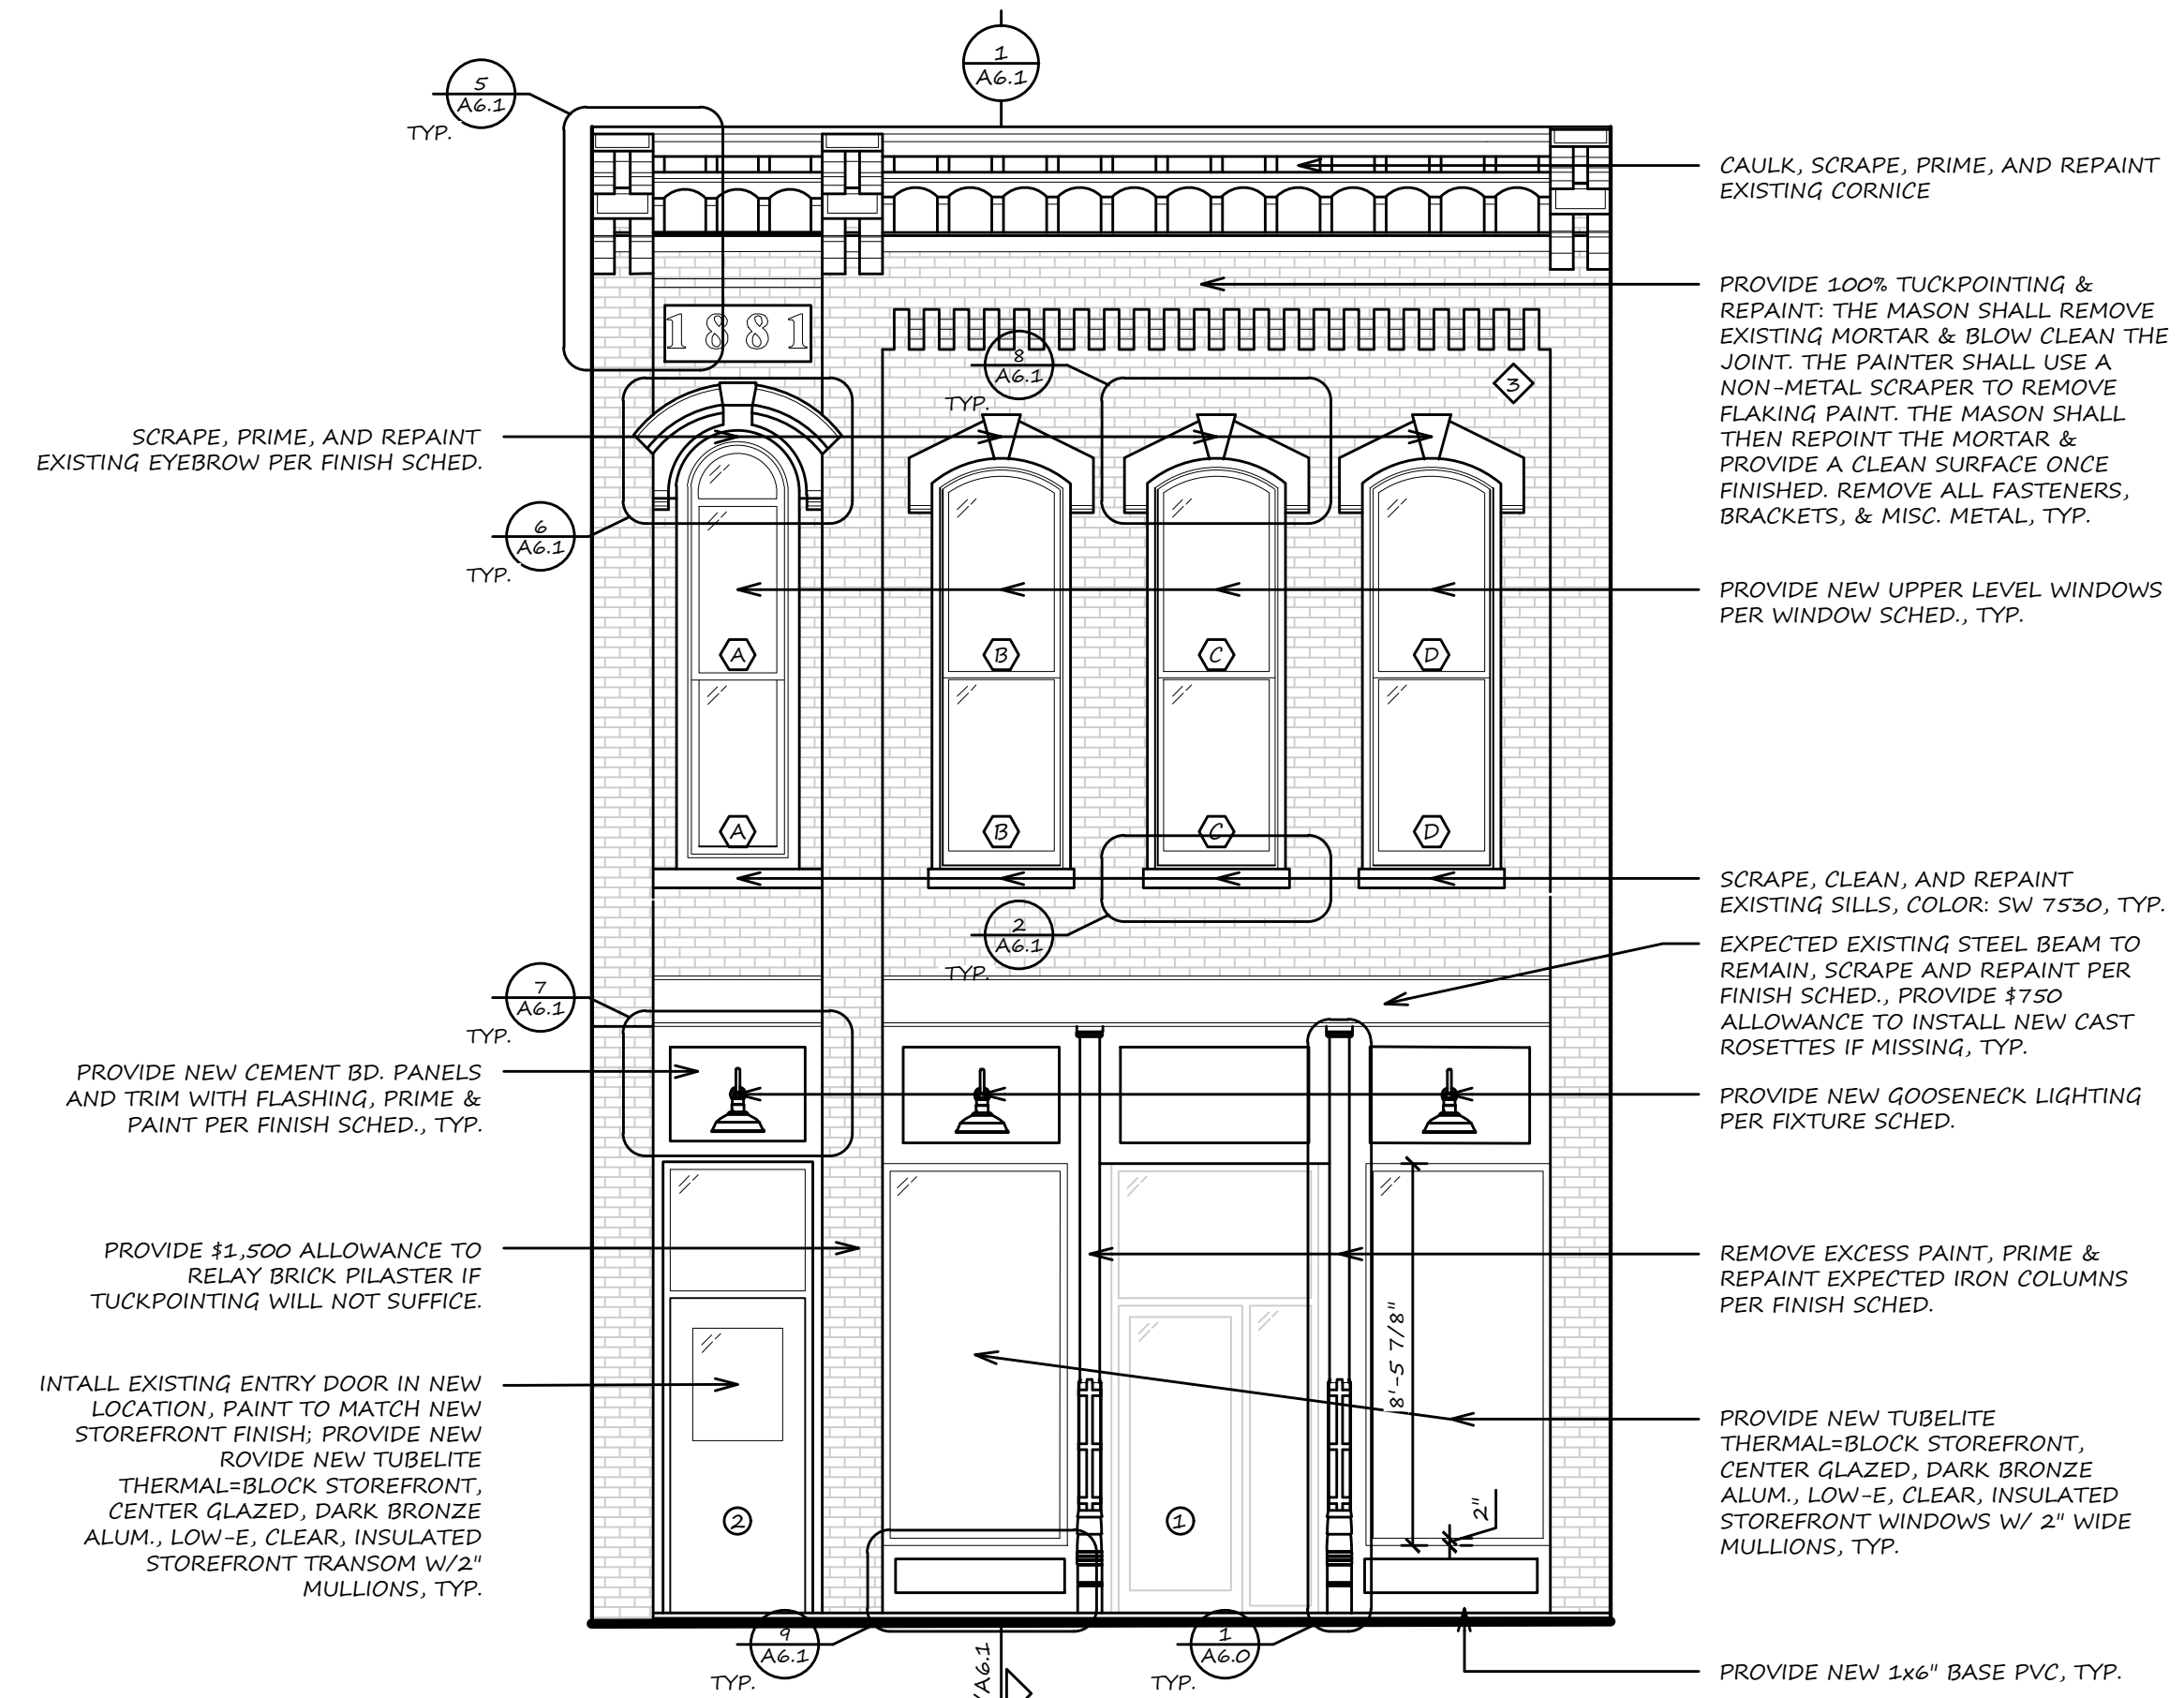 1
A6.1
5
A6.1
TYP.
CAULK, SCRAPE, PRIME, AND REPAINT
EXISTING CORNICE
PROVIDE 100% TUCKPOINTING &
REPAINT: THE MASON SHALL REMOVE
EXISTING MORTAR & BLOW CLEAN THE
JOINT. THE PAINTER SHALL USE A
NON-METAL SCRAPER TO REMOVE
FLAKING PAINT. THE MASON SHALL
THEN REPOINT THE MORTAR &
PROVIDE A CLEAN SURFACE ONCE
FINISHED. REMOVE ALL FASTENERS,
BRACKETS, & MISC. METAL, TYP.
1881
8
A6.1
TYP.
3
SCRAPE, PRIME, AND REPAINT
EXISTING EYEBROW PER FINISH SCHED.
6
A6.1
TYP.
PROVIDE NEW UPPER LEVEL WINDOWS
PER WINDOW SCHED., TYP.
A
B
C
D
A
B
C
D
SCRAPE, CLEAN, AND REPAINT
EXISTING SILLS, COLOR: SW 7530, TYP.
2
A6.1
TYP.
EXPECTED EXISTING STEEL BEAM TO
REMAIN, SCRAPE AND REPAINT PER
FINISH SCHED., PROVIDE $750
ALLOWANCE TO INSTALL NEW CAST
ROSETTES IF MISSING, TYP.
7
A6.1
TYP.
PROVIDE NEW CEMENT BD. PANELS
AND TRIM WITH FLASHING, PRIME &
PAINT PER FINISH SCHED., TYP.
PROVIDE NEW GOOSENECK LIGHTING
PER FIXTURE SCHED.
PROVIDE $1,500 ALLOWANCE TO
RELAY BRICK PILASTER IF
TUCKPOINTING WILL NOT SUFFICE.
REMOVE EXCESS PAINT, PRIME &
REPAINT EXPECTED IRON COLUMNS
PER FINISH SCHED.
8'-5 7/8"
INTALL EXISTING ENTRY DOOR IN NEW
LOCATION, PAINT TO MATCH NEW
STOREFRONT FINISH; PROVIDE NEW
ROVIDE NEW TUBELITE
THERMAL=BLOCK STOREFRONT,
CENTER GLAZED, DARK BRONZE
ALUM., LOW-E, CLEAR, INSULATED
STOREFRONT TRANSOM W/2"
MULLIONS, TYP.
PROVIDE NEW TUBELITE
THERMAL=BLOCK STOREFRONT,
CENTER GLAZED, DARK BRONZE
ALUM., LOW-E, CLEAR, INSULATED
STOREFRONT WINDOWS W/ 2" WIDE
MULLIONS, TYP.
2"
2
1
9
A6.1
TYP.
/A6.1
1
A6.0
TYP.
PROVIDE NEW 1x6" BASE PVC, TYP.